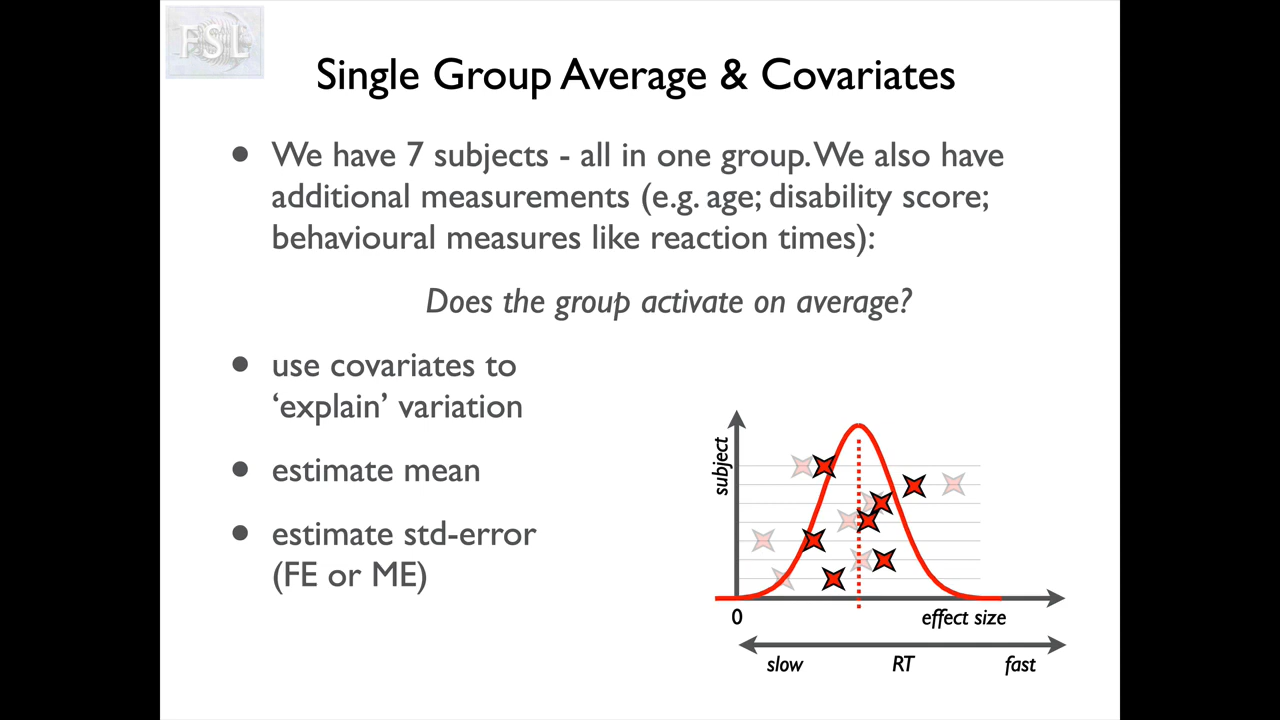 FSL
Single Group Average & Covariates
• We have 7 subjects - all in one group. We also have
additional measurements (e.g. age; disability score;
behavioural measures like reaction times):
Does the group activate on average?
• use covariates to
‘explain’ variation
• estimate mean
• estimate std-error
(FE or ME)
subject
0 effect size
slow RT fast